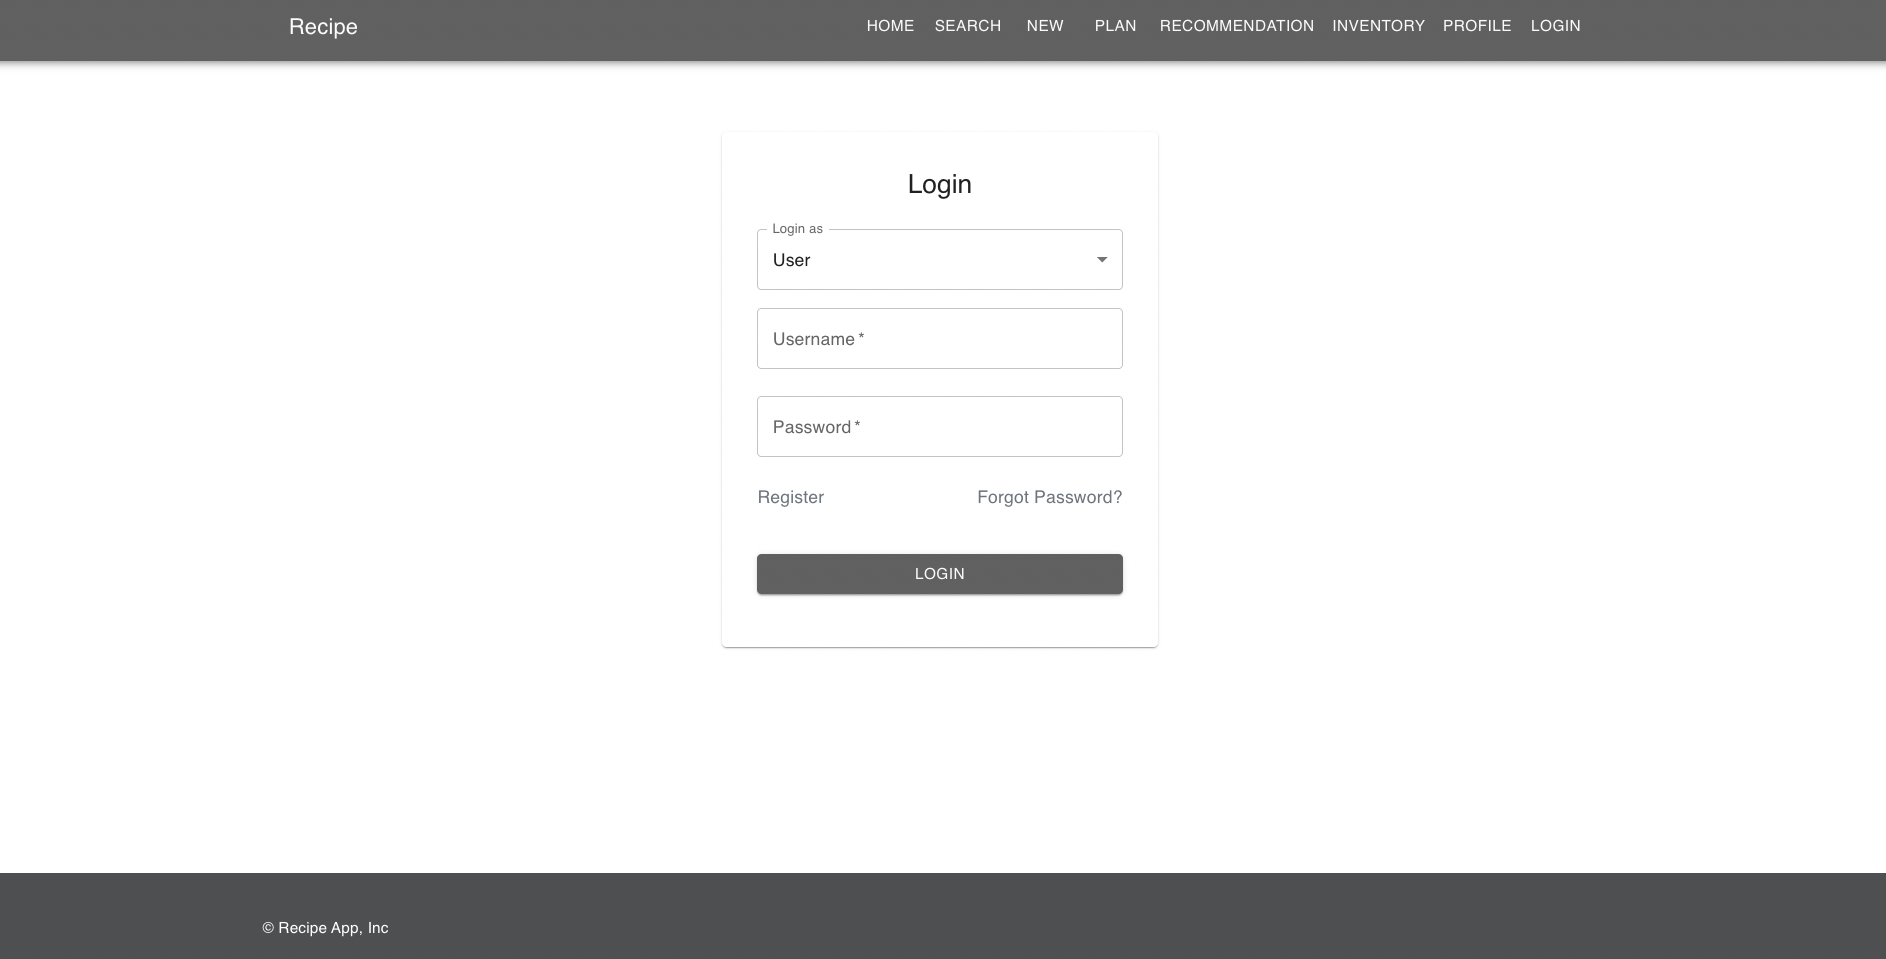 Recipe HOME SEARCH NEW PLAN RECOMMENDATION INVENTORY PROFILE LOGIN
Login
Login as
User
Username *
Password *
Register Forgot Password?
LOGIN
© Recipe App, Inc